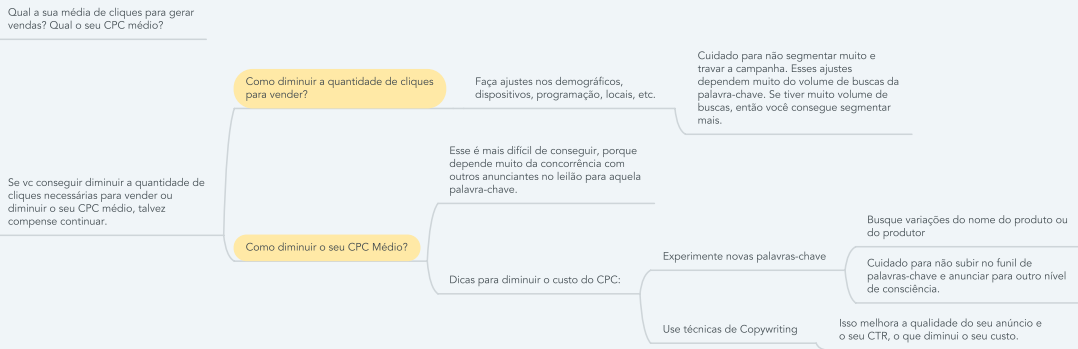 Qual a sua média de cliques para gerar
vendas? Qual o seu CPC médio?
Se vc conseguir diminuir a quantidade de
cliques necessárias para vender ou
diminuir o seu CPC médio, talvez
compense continuar.
Como diminuir a quantidade de cliques
para vender?
Faça ajustes nos demográficos,
dispositivos, programação, locais, etc.
Cuidado para não segmentar muito e
travar a campanha. Esses ajustes
dependem muito do volume de buscas da
palavra-chave. Se tiver muito volume de
buscas, então você consegue segmentar
mais.
Como diminuir o seu CPC Médio?
Esse é mais difícil de conseguir, porque
depende muito da concorrência com
outros anunciantes no leilão para aquela
palavra-chave.
Dicas para diminuir o custo do CPC:
Experimente novas palavras-chave
Busque variações do nome do produto ou
do produtor
Cuidado para não subir no funil de
palavras-chave e anunciar para outro nível
de consciência.
Use técnicas de Copywriting
Isso melhora a qualidade do seu anúncio e
o seu CTR, o que diminui o seu custo.